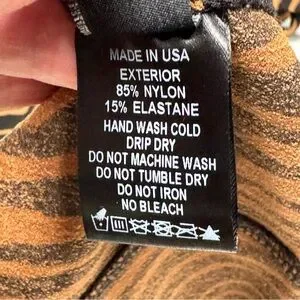 MADE IN USA
EXTERIOR
85% NYLON
15% ELASTANE
HAND WASH COLD
DRIP DRY
DO NOT MACHINE WASH
DO NOT TUMBLE DRY
DO NOT IRON
NO BLEACH